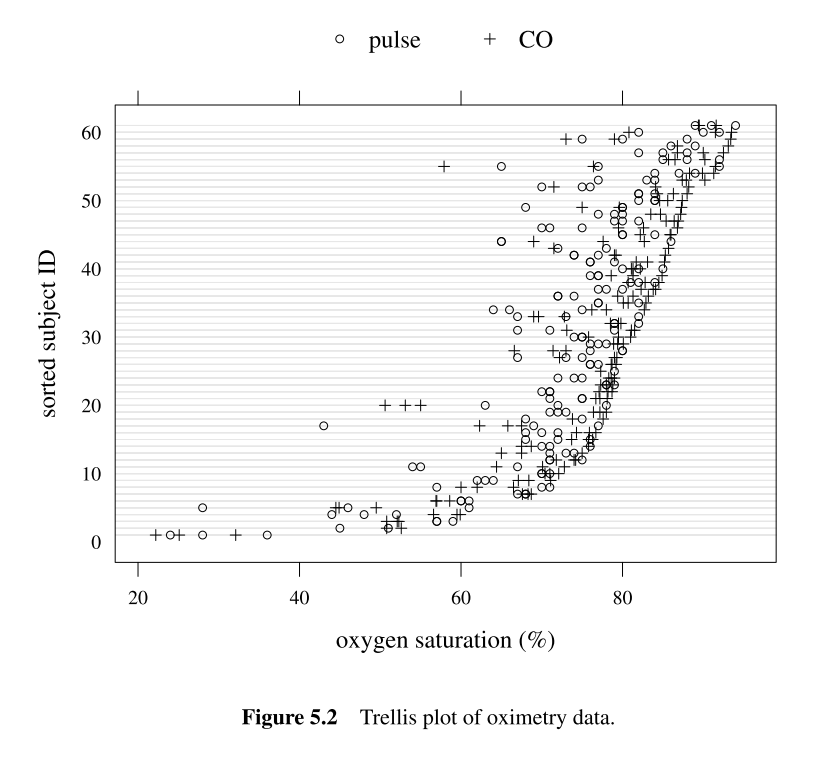 pulse CO
60
50
40
30
20
10
0
sorted subject ID
20 40 60 80
oxygen saturation (%)
Figure 5.2 Trellis plot of oximetry data.